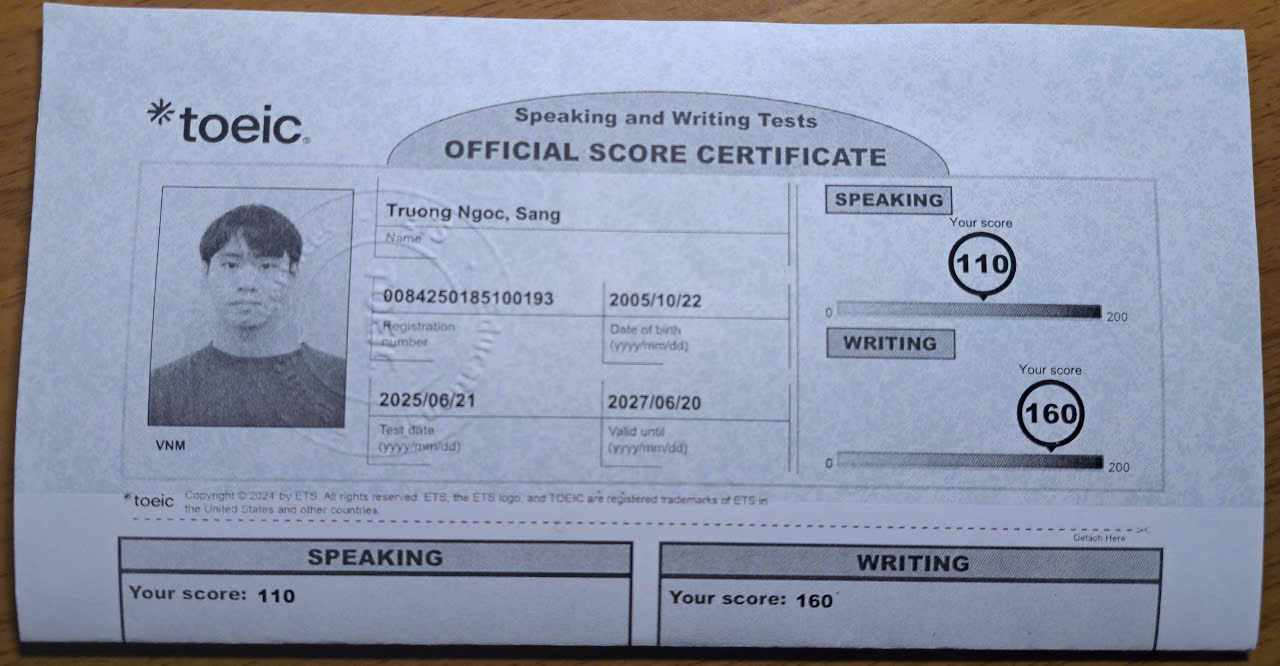 *toeic®
Speaking and Writing Tests
OFFICIAL SCORE CERTIFICATE
Truong Ngoc, Sang
Name
0084250185100193
Registration
number
2005/10/22
Date of birth
(yyyy/mm/dd)
2025/06/21
Test date
(yyyy/mm/dd)
2027/06/20
Valid until
(yyyy/mm/dd)
VNM
SPEAKING
Your score
110
0
200
WRITING
Your score
160
0
200
*toeic
Copyright © 2024 by ETS. All rights reserved. ETS, the ETS logo, and TOEIC are registered trademarks of ETS in
the United States and other countries.
Detach Here
SPEAKING
Your score: 110
WRITING
Your score: 160